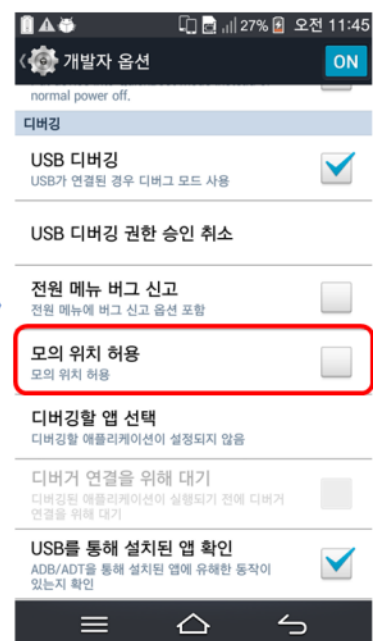 27% 오전 11:45
개발자 옵션 ON
normal power off.
디버깅
USB 디버깅
USB가 연결된 경우 디버그 모드 사용
USB 디버깅 권한 승인 취소
전원 메뉴 버그 신고
전원 메뉴에 버그 신고 옵션 포함
모의 위치 허용
모의 위치 허용
디버깅할 앱 선택
디버깅할 애플리케이션이 설정되지 않음
디버거 연결을 위해 대기
디버깅된 애플리케이션이 실행되기 전에 디버거
연결을 위해 대기
USB를 통해 설치된 앱 확인
ADB/ADT을 통해 설치된 앱에 유해한 동작이
있는지 확인